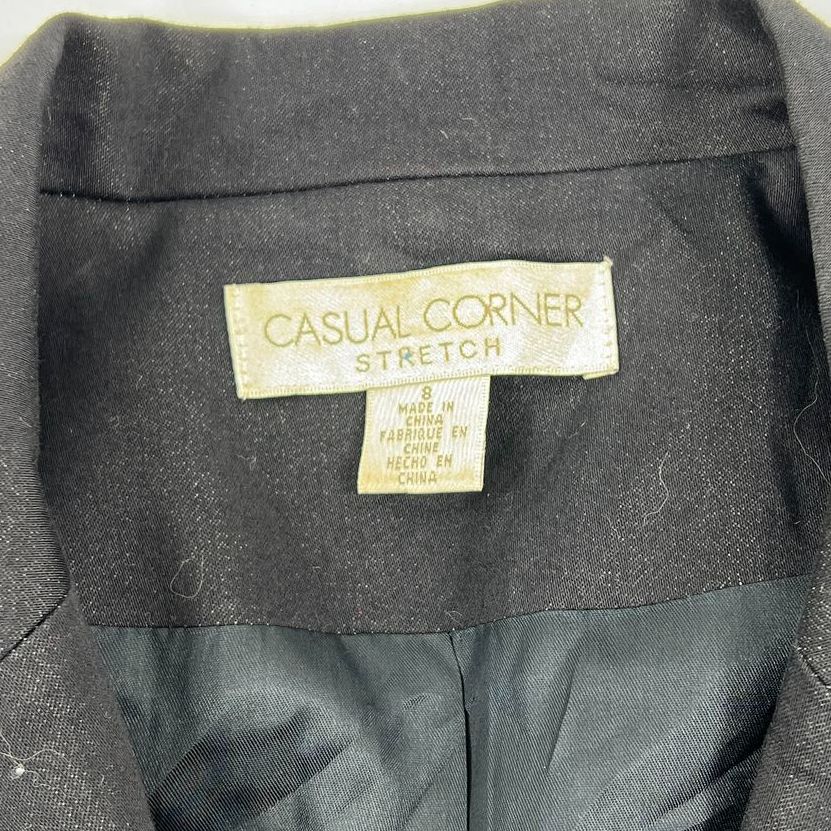 CASUAL CORNER
STRETCH
8
MADE IN
CHINA
FABRIQUE EN
CHINE
HECHO EN
CHINA